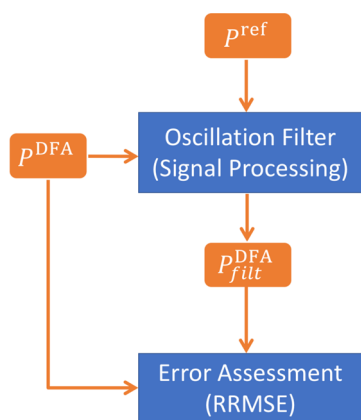 P^ref
Oscillation Filter
(Signal Processing)
P^DFA
P^DFA_filt
Error Assessment
(RRMSE)